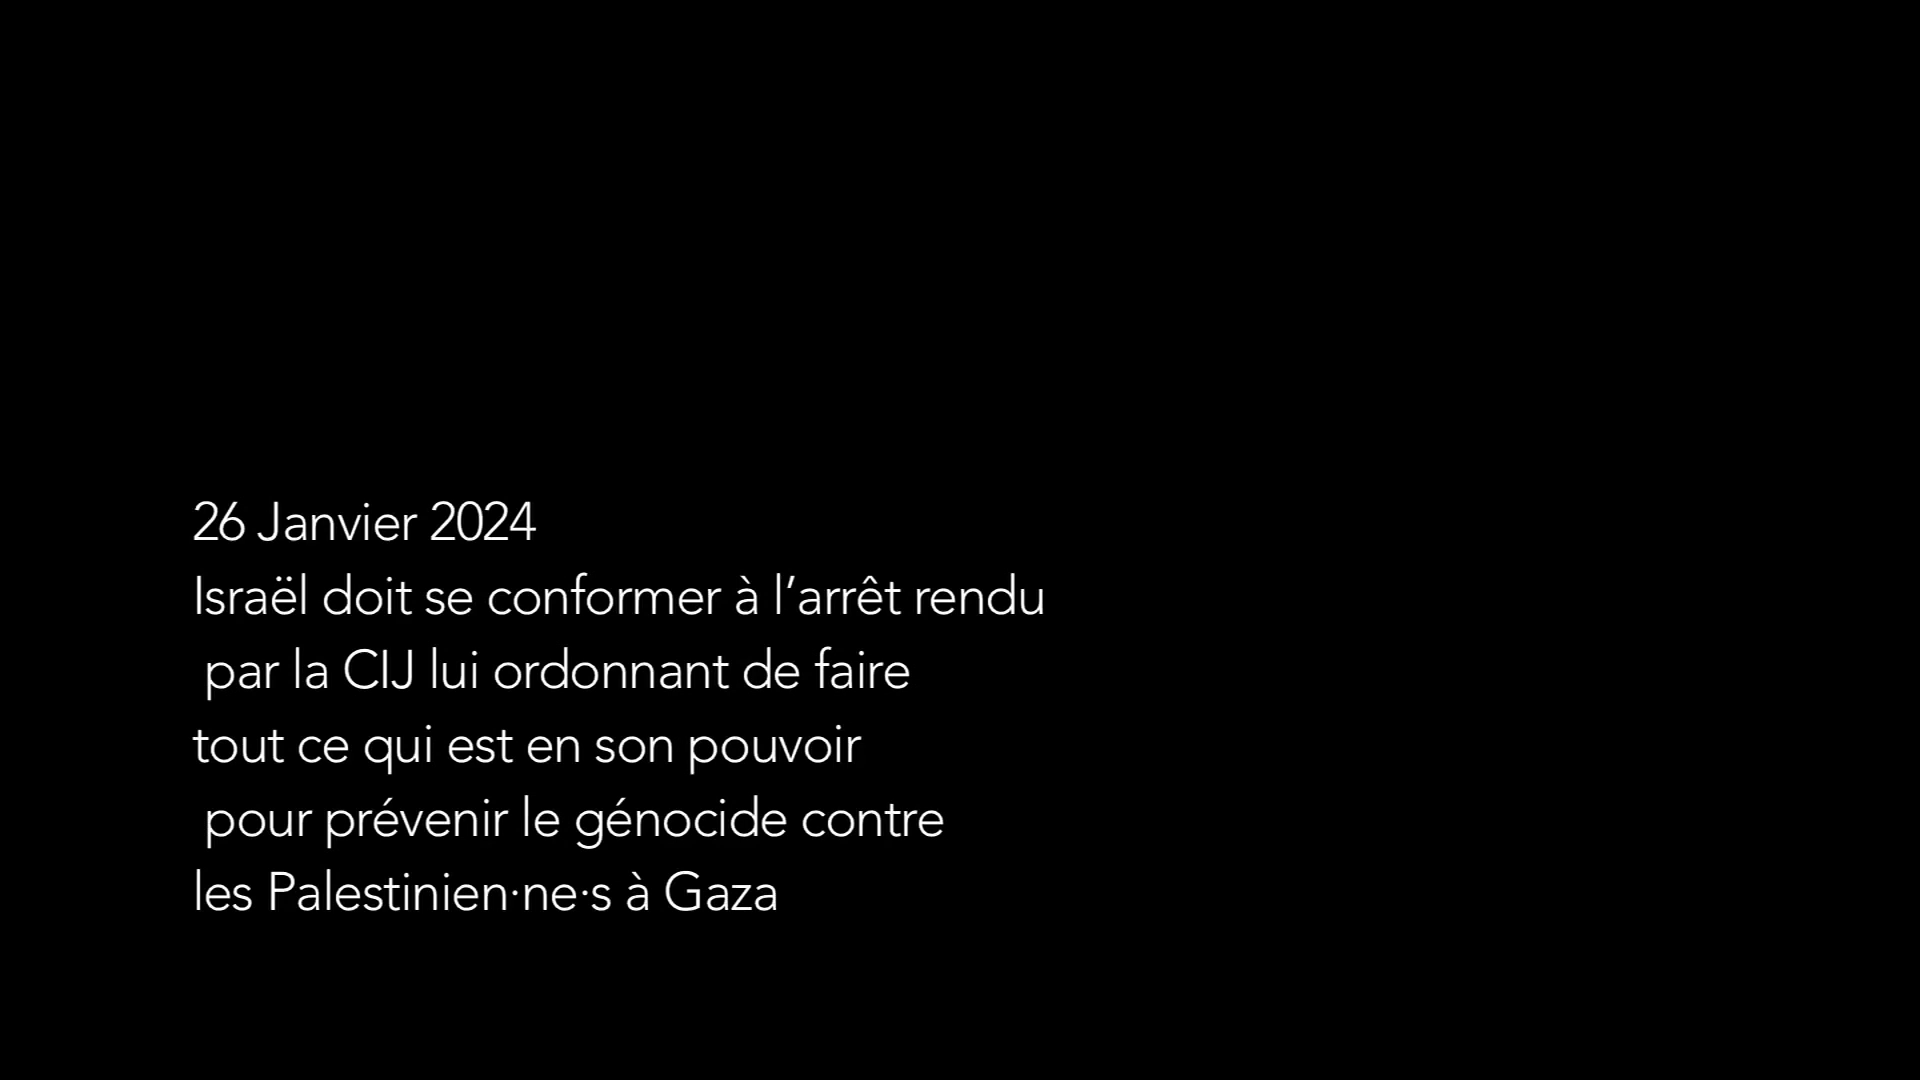 26 Janvier 2024
Israël doit se conformer à l’arrêt rendu
par la CIJ lui ordonnant de faire
tout ce qui est en son pouvoir
pour prévenir le génocide contre
les Palestinien·ne·s à Gaza